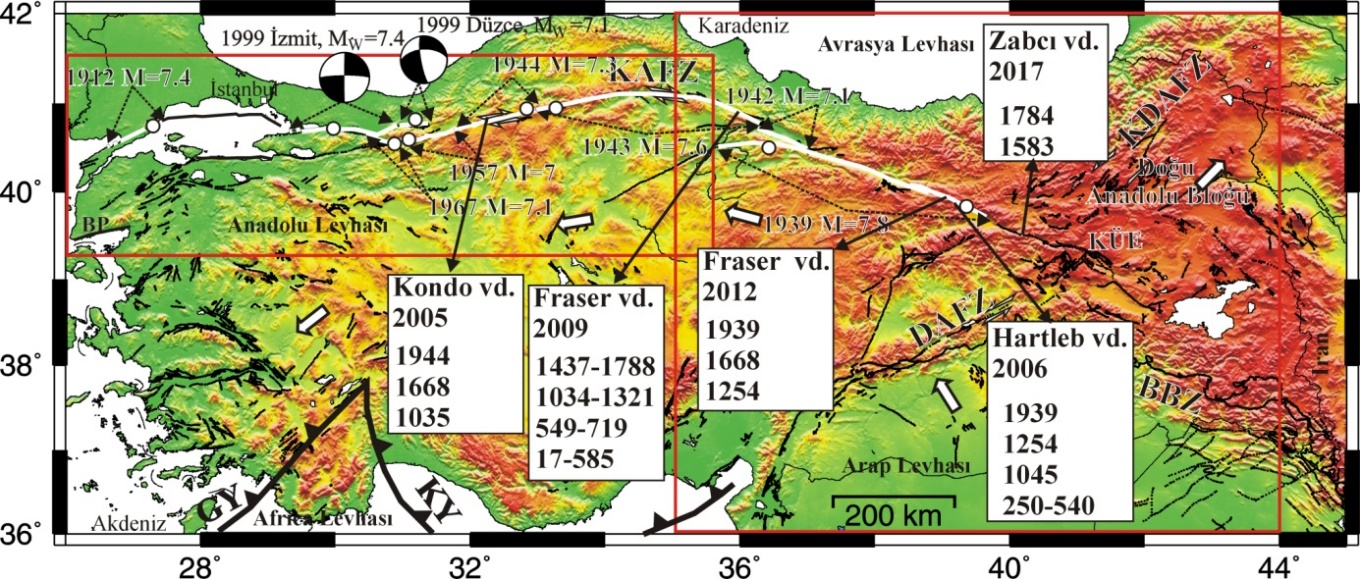 42°
40°
38°
36°
28°
32°
36°
40°
44°
1999 İzmit, MW=7.4
1999 Düzce, MW=7.1
Karadeniz
Avrasya Levhası
1912 M=7.4
İstanbul
1944 M=7.3
KAFZ
1942 M=7.1
1943 M=7.6
1957 M=7
1967 M=7.1
1939 M=7.8
KDAFZ
Doğu
Anadolu Bloğu
BP
Anadolu Levhası
KÜE
DAFZ
BBZ
İran
Arap Levhası
GY
KY
Akdeniz
Africa Levhası
200 km
Zabcı vd.
2017
1784
1583
Kondo vd.
2005
1944
1668
1035
Fraser vd.
2009
1437-1788
1034-1321
549-719
17-585
Fraser vd.
2012
1939
1668
1254
Hartleb vd.
2006
1939
1254
1045
250-540